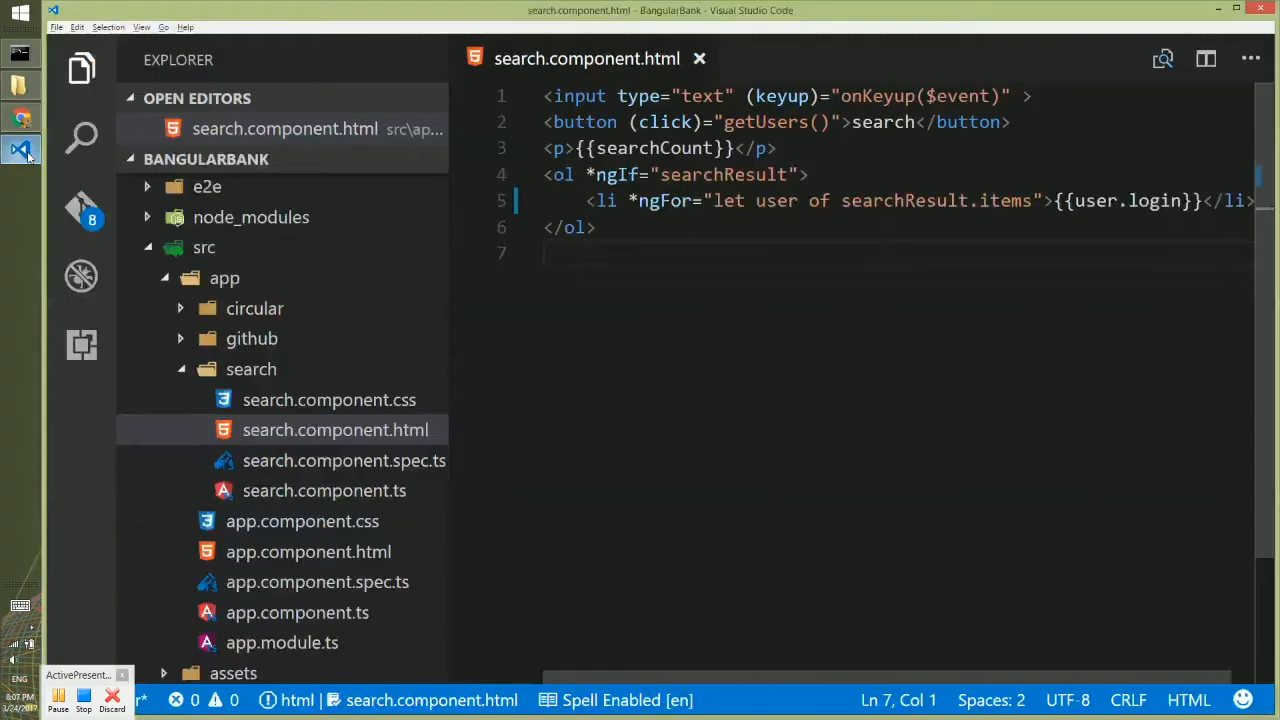 search.component.html - BangularBank - Visual Studio Code
File Edit Selection View Go Help
EXPLORER
OPEN EDITORS
search.component.html src\ap...
BANGULARBANK
e2e
node_modules
src
app
circular
github
search
search.component.css
search.component.html
search.component.spec.ts
search.component.ts
app.component.css
app.component.html
app.component.spec.ts
app.component.ts
app.module.ts
assets
8
search.component.html
1 <input type="text" (keyup)="onKeyup($event)" >
2 <button (click)="getUsers()">search</button>
3 <p>{{searchCount}}</p>
4 <ol *ngIf="searchResult">
5 <li *ngFor="let user of searchResult.items">{{user.login}}</li>
6 </ol>
7
ENG
8:07 PM
3/24/2017
ActivePresent...
Pause Stop Discard
r* 0 0 html | search.component.html Spell Enabled [en] Ln 7, Col 1 Spaces: 2 UTF-8 CRLF HTML